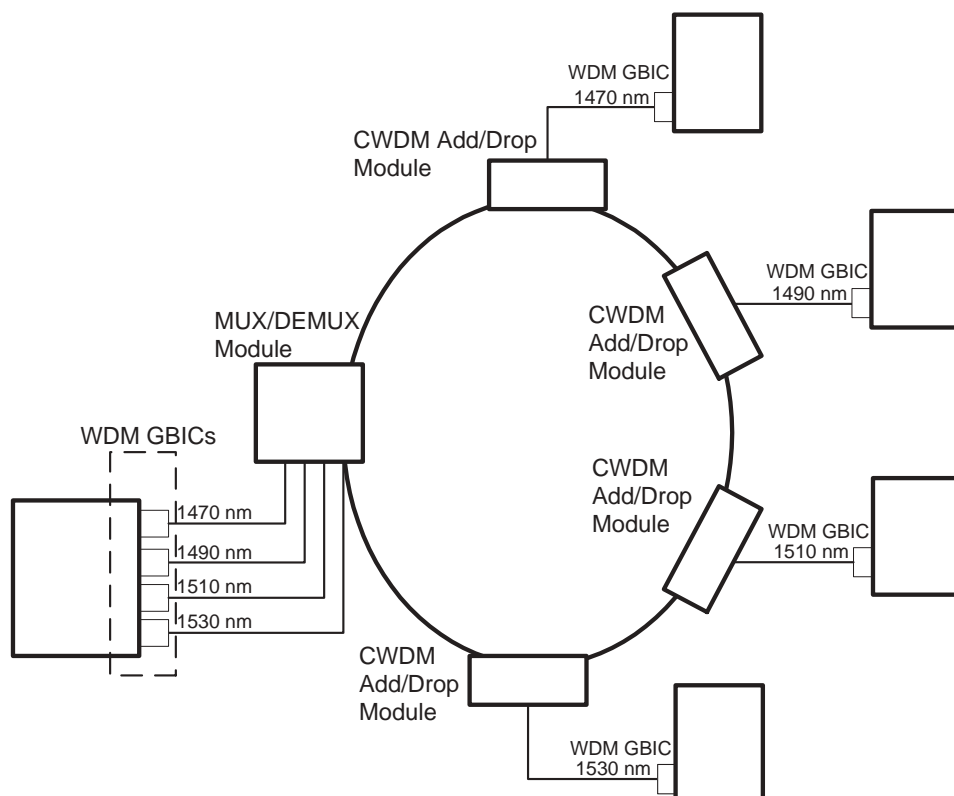 WDM GBIC
1470 nm
CWDM Add/Drop
Module
WDM GBIC
1490 nm
CWDM
Add/Drop
Module
MUX/DEMUX
Module
WDM GBICs
1470 nm
1490 nm
1510 nm
1530 nm
CWDM
Add/Drop
Module
WDM GBIC
1510 nm
CWDM
Add/Drop
Module
WDM GBIC
1530 nm